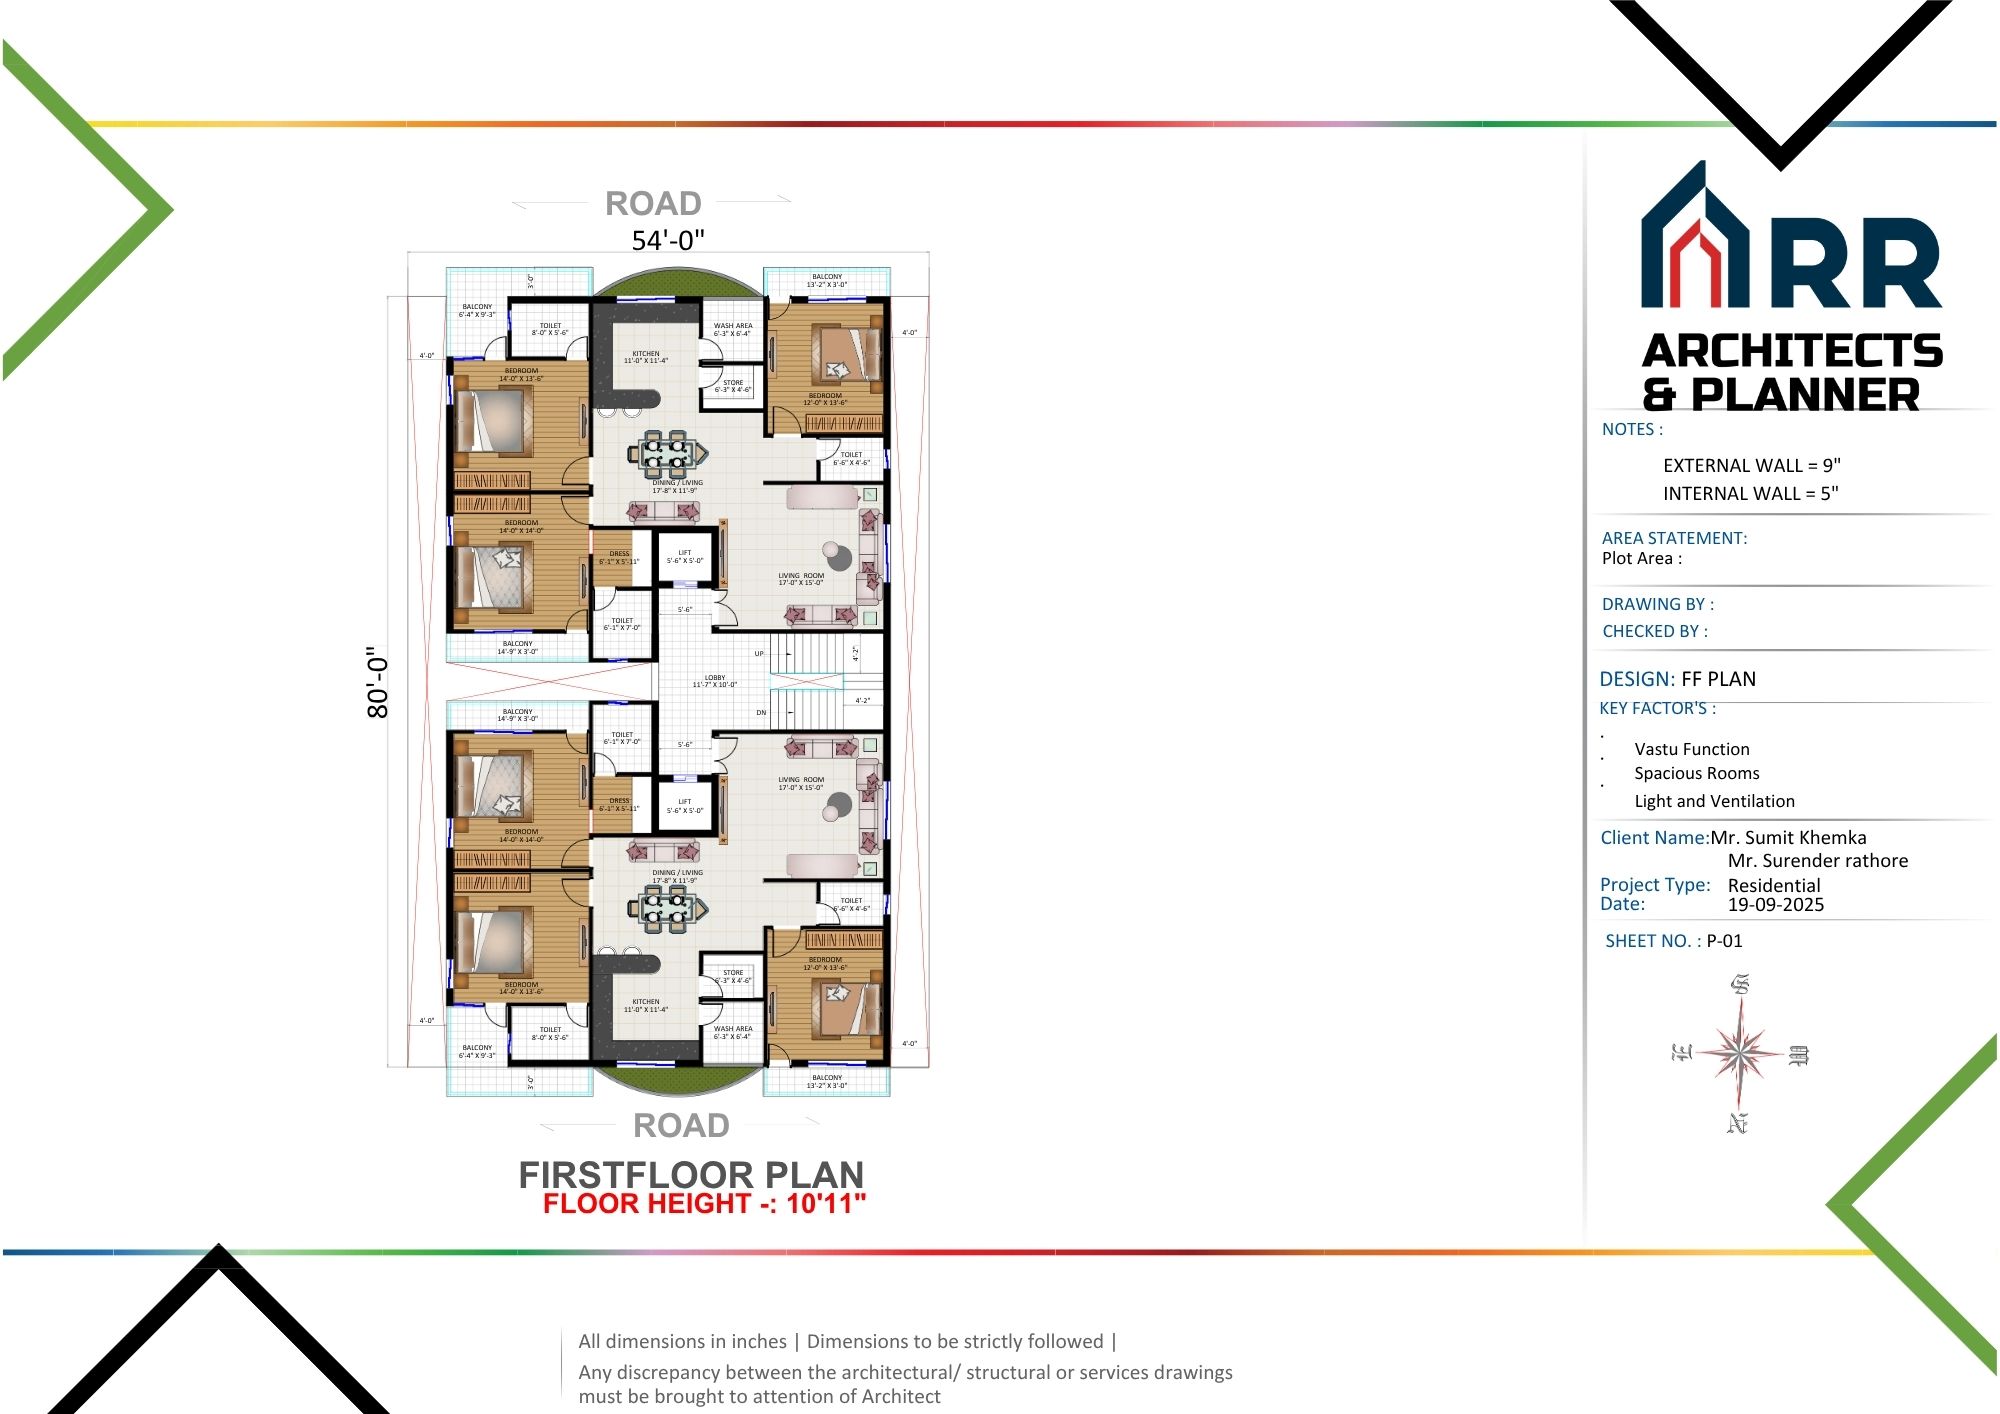 ROAD
54'-0"
BALCONY
13'-2" X 3'-0"
3'-0"
BALCONY
6'-4" X 9'-3"
TOILET
8'-0" X 5'-6"
WASH AREA
6'-3" X 6'-4"
4'-0"
4'-0"
KITCHEN
11'-0" X 11'-4"
BEDROOM
14'-0" X 13'-6"
STORE
6'-3" X 4'-6"
BEDROOM
12'-0" X 13'-6"
TOILET
6'-6" X 4'-6"
DINING / LIVING
17'-8" X 11'-9"
BEDROOM
14'-0" X 14'-0"
DRESS
6'-1" X 5'-11"
LIFT
5'-6" X 5'-0"
LIVING ROOM
17'-0" X 15'-0"
5'-6"
TOILET
6'-1" X 7'-0"
BALCONY
14'-9" X 3'-0"
UP
4'-2"
80'-0"
LOBBY
11'-7" X 10'-0"
4'-2"
DN
BALCONY
14'-9" X 3'-0"
TOILET
6'-1" X 7'-0"
5'-6"
LIVING ROOM
17'-0" X 15'-0"
DRESS
6'-1" X 5'-11"
LIFT
5'-6" X 5'-0"
BEDROOM
14'-0" X 14'-0"
DINING / LIVING
17'-8" X 11'-9"
TOILET
6'-6" X 4'-6"
BEDROOM
12'-0" X 13'-6"
STORE
6'-3" X 4'-6"
BEDROOM
14'-0" X 13'-6"
KITCHEN
11'-0" X 11'-4"
4'-0"
TOILET
8'-0" X 5'-6"
WASH AREA
6'-3" X 6'-4"
4'-0"
BALCONY
6'-4" X 9'-3"
3'-0"
BALCONY
13'-2" X 3'-0"
ROAD
FIRSTFLOOR PLAN
FLOOR HEIGHT -: 10'11"
RR
ARCHITECTS
& PLANNER
NOTES :
EXTERNAL WALL = 9"
INTERNAL WALL = 5"
AREA STATEMENT:
Plot Area :
DRAWING BY :
CHECKED BY :
DESIGN: FF PLAN
KEY FACTOR'S :
. Vastu Function
. Spacious Rooms
. Light and Ventilation
Client Name:Mr. Sumit Khemka
Mr. Surender rathore
Project Type: Residential
Date: 19-09-2025
SHEET NO. : P-01
S
E
W
N
All dimensions in inches | Dimensions to be strictly followed |
Any discrepancy between the architectural/ structural or services drawings
must be brought to attention of Architect